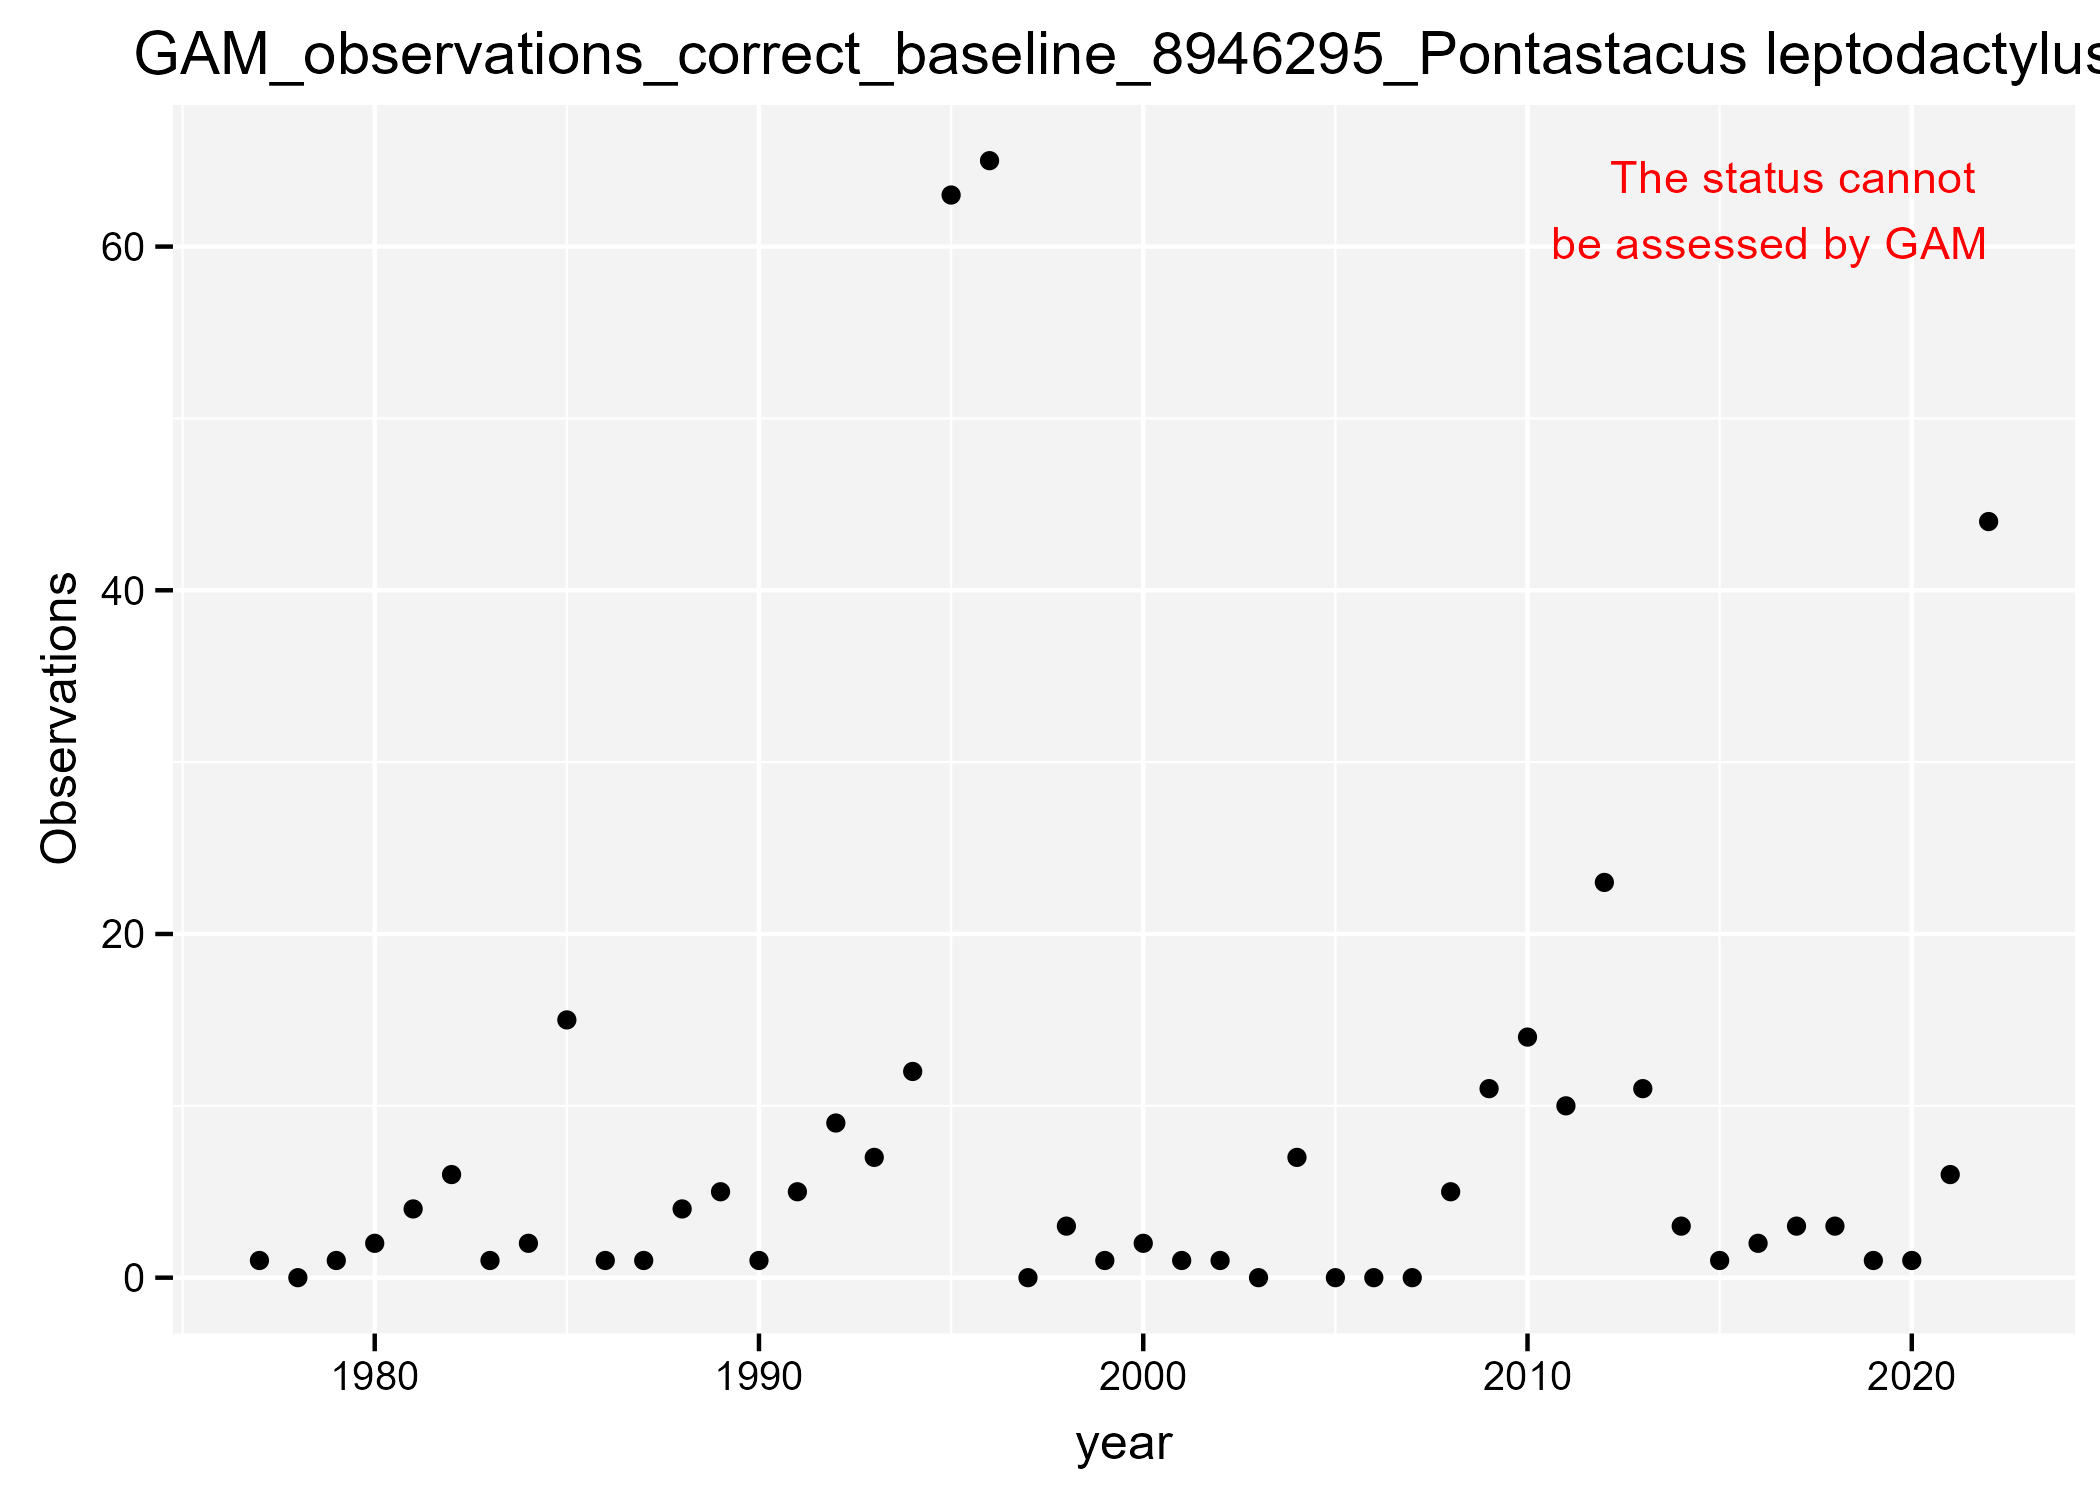 GAM_observations_correct_baseline_8946295_Pontastacus leptodactylus
The status cannot
be assessed by GAM
60
40
20
0
Observations
1980 1990 2000 2010 2020
year